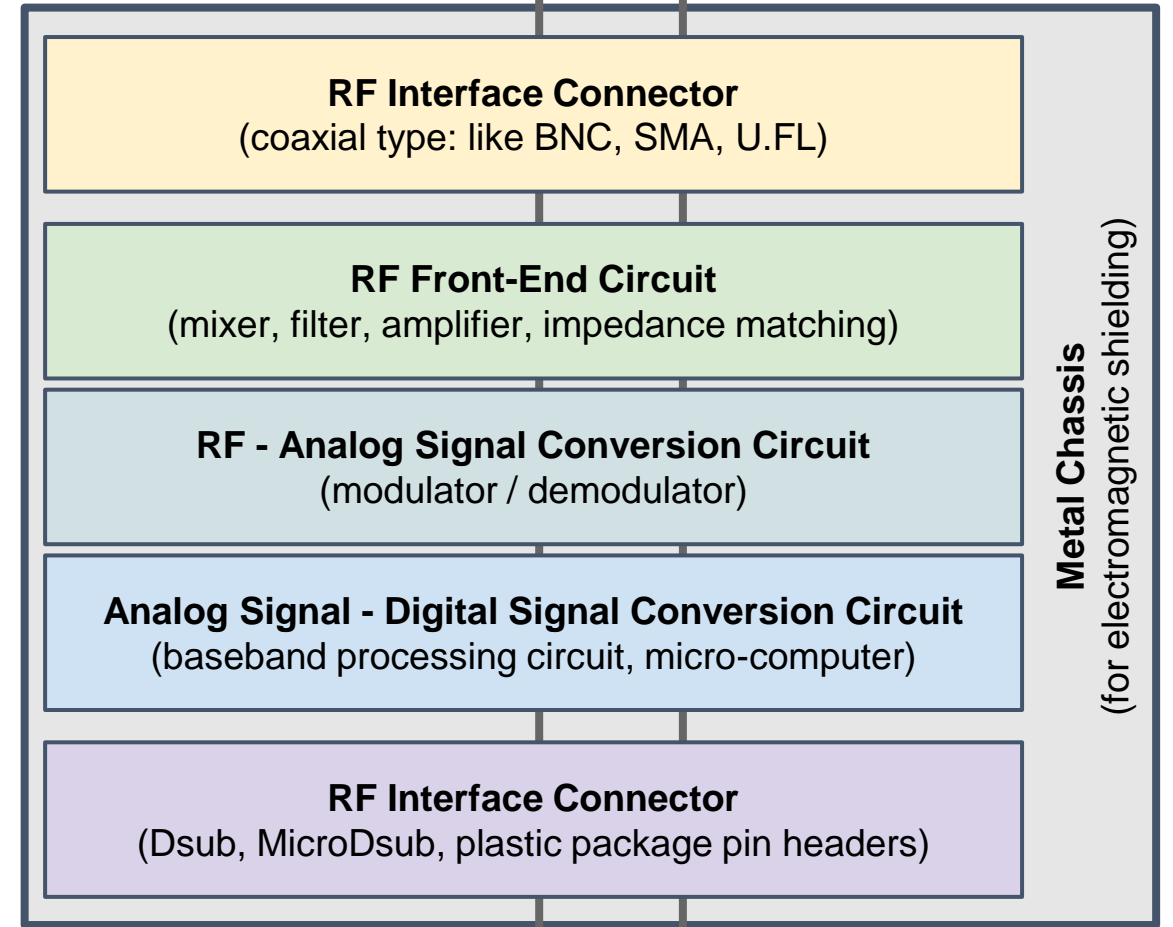 RF Interface Connector
(coaxial type: like BNC, SMA, U.FL)
RF Front-End Circuit
(mixer, filter, amplifier, impedance matching)
RF - Analog Signal Conversion Circuit
(modulator / demodulator)
Analog Signal - Digital Signal Conversion Circuit
(baseband processing circuit, micro-computer)
RF Interface Connector
(Dsub, MicroDsub, plastic package pin headers)
Metal Chassis
(for electromagnetic shielding)